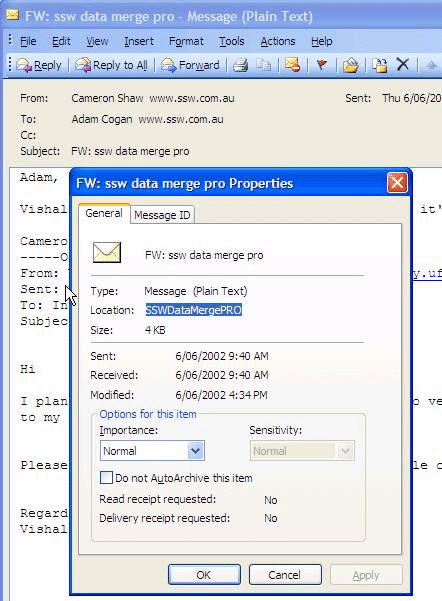 FW: ssw data merge pro - Message (Plain Text)
File Edit View Insert Format Tools Actions Help
Reply Reply to All Forward
From: Cameron Shaw www.ssw.com.au Sent: Thu 6/06/
To: Adam Cogan www.ssw.com.au
Cc:
Subject: FW: ssw data merge pro
Adam,
Vishal it's
Camero
-----O
From: y.uf
Sent:
To: In
Subjec
Hi
I plan o ve
to my
Please le c
Regard
Vishal
FW: ssw data merge pro Properties
General Message ID
FW: ssw data merge pro
Type: Message (Plain Text)
Location: SSWDataMergePRO
Size: 4 KB
Sent: 6/06/2002 9:40 AM
Received: 6/06/2002 9:40 AM
Modified: 6/06/2002 4:34 PM
Options for this item
Importance: Sensitivity:
Normal Normal
Do not AutoArchive this item
Read receipt requested: No
Delivery receipt requested: No
OK Cancel Apply